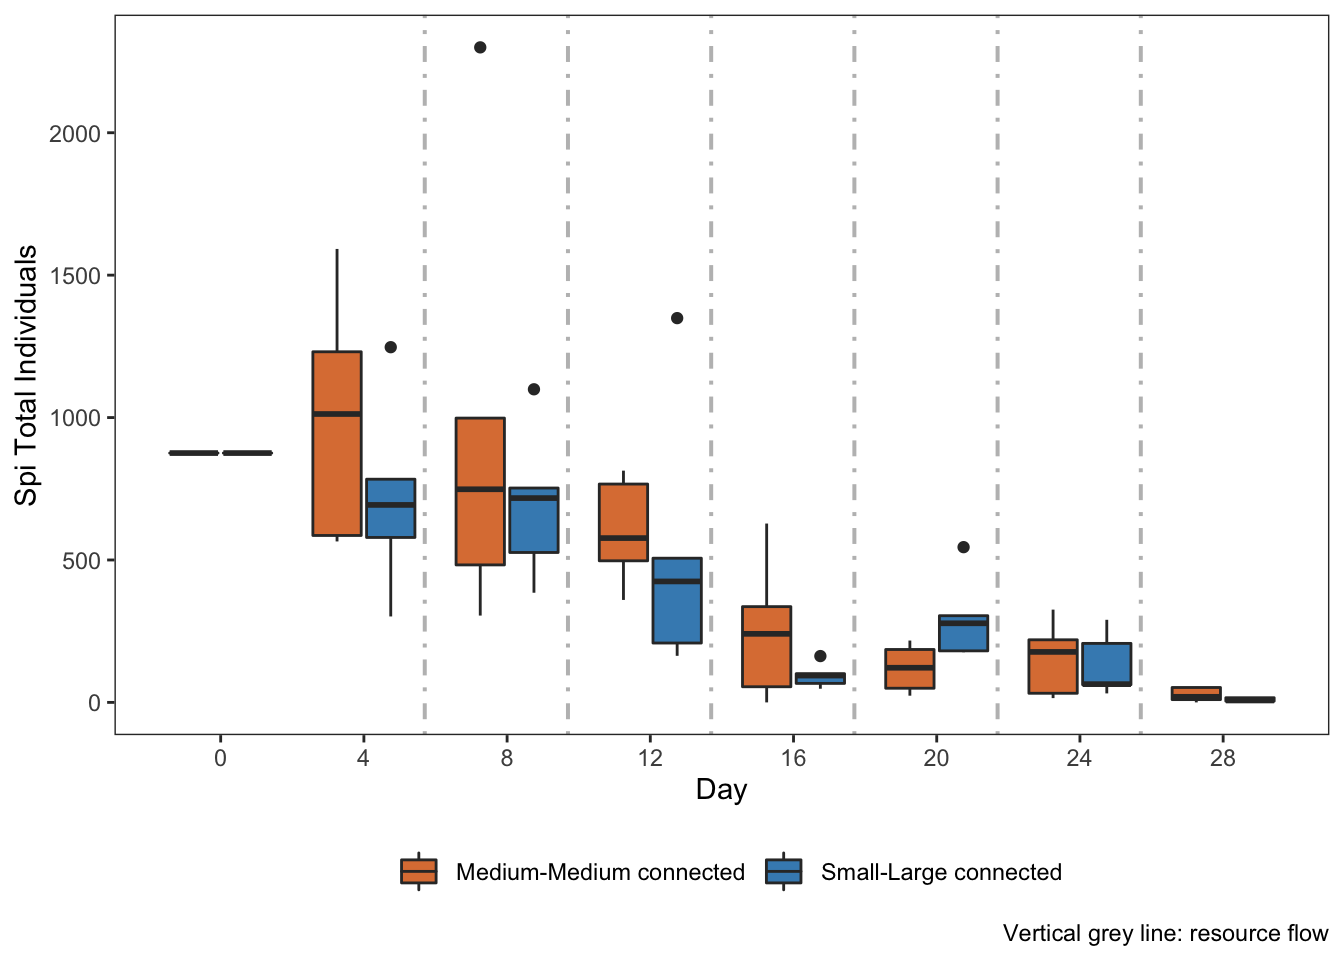 Spi Total Individuals
2000
1500
1000
500
0
0 4 8 12 16 20 24 28
Day
Medium-Medium connected Small-Large connected
Vertical grey line: resource flow